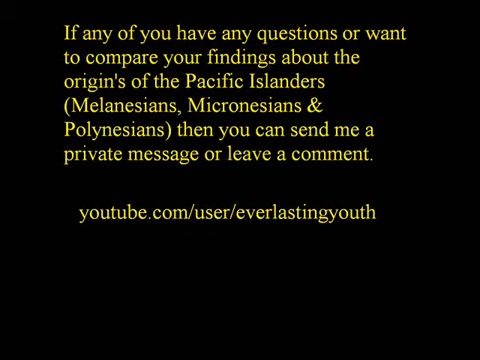 If any of you have any questions or want
to compare your findings about the
origin's of the Pacific Islanders
(Melanesians, Micronesians &
Polynesians) then you can send me a
private message or leave a comment.
youtube.com/user/everlastingyouth